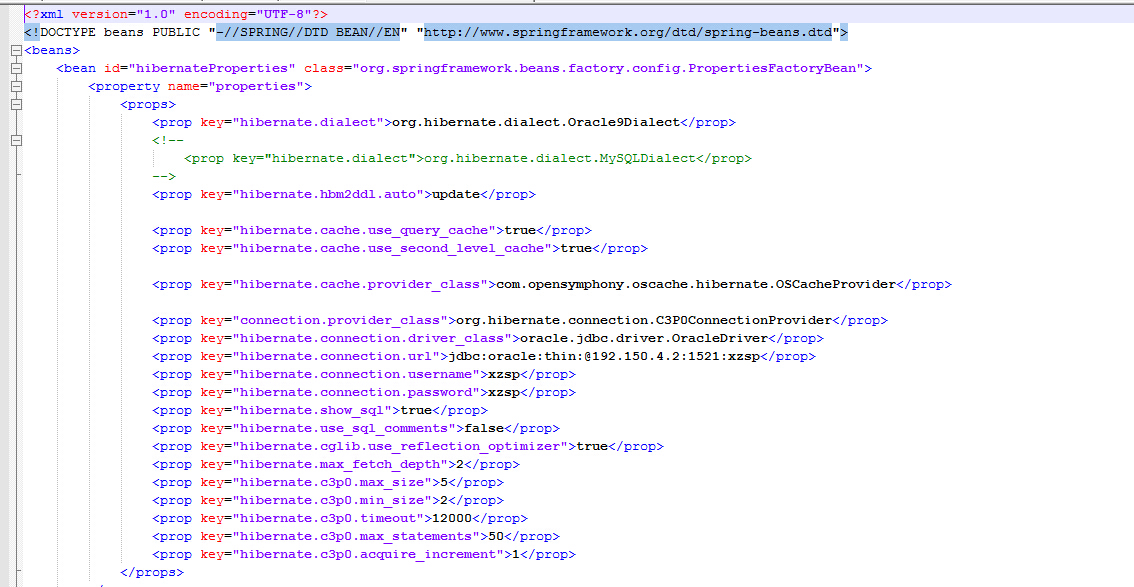 <?xml version="1.0" encoding="UTF-8"?>
<!DOCTYPE beans PUBLIC "-//SPRING//DTD BEAN//EN" "http://www.springframework.org/dtd/spring-beans.dtd">
<beans>
<bean id="hibernateProperties" class="org.springframework.beans.factory.config.PropertiesFactoryBean">
<property name="properties">
<props>
<prop key="hibernate.dialect">org.hibernate.dialect.Oracle9Dialect</prop>
<!--
<prop key="hibernate.dialect">org.hibernate.dialect.MySQLDialect</prop>
-->
<prop key="hibernate.hbm2ddl.auto">update</prop>
<prop key="hibernate.cache.use_query_cache">true</prop>
<prop key="hibernate.cache.use_second_level_cache">true</prop>
<prop key="hibernate.cache.provider_class">com.opensymphony.oscache.hibernate.OSCacheProvider</prop>
<prop key="connection.provider_class">org.hibernate.connection.C3P0ConnectionProvider</prop>
<prop key="hibernate.connection.driver_class">oracle.jdbc.driver.OracleDriver</prop>
<prop key="hibernate.connection.url">jdbc:oracle:thin:@192.150.4.2:1521:xzsp</prop>
<prop key="hibernate.connection.username">xzsp</prop>
<prop key="hibernate.connection.password">xzsp</prop>
<prop key="hibernate.show_sql">true</prop>
<prop key="hibernate.use_sql_comments">false</prop>
<prop key="hibernate.cglib.use_reflection_optimizer">true</prop>
<prop key="hibernate.max_fetch_depth">2</prop>
<prop key="hibernate.c3p0.max_size">5</prop>
<prop key="hibernate.c3p0.min_size">2</prop>
<prop key="hibernate.c3p0.timeout">12000</prop>
<prop key="hibernate.c3p0.max_statements">50</prop>
<prop key="hibernate.c3p0.acquire_increment">1</prop>
</props>